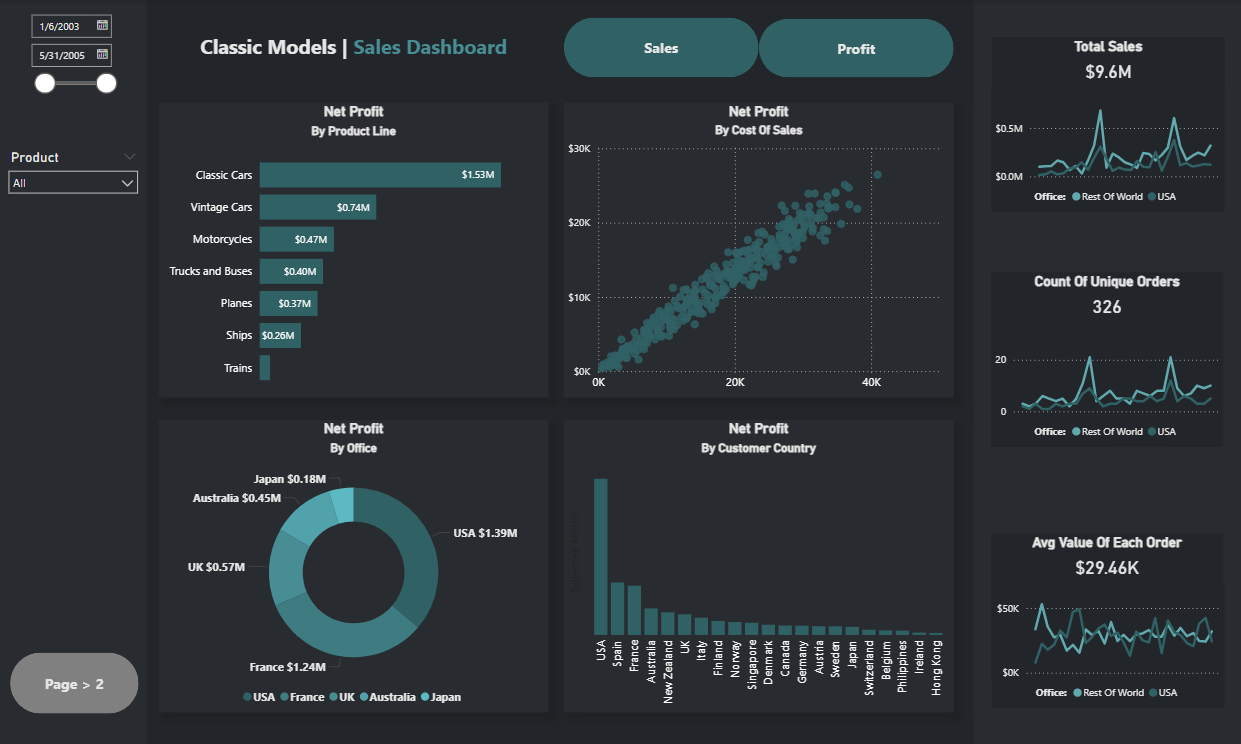 1/6/2003
5/31/2005
Product
All
Page > 2
Classic Models | Sales Dashboard
Sales
Profit
Net Profit
By Product Line
Classic Cars $1.53M
Vintage Cars $0.74M
Motorcycles $0.47M
Trucks and Buses $0.40M
Planes $0.37M
Ships $0.26M
Trains
Net Profit
By Cost Of Sales
$30K
$20K
$10K
$0K
0K 20K 40K
Net Profit
By Office
Japan $0.18M
Australia $0.45M
USA $1.39M
UK $0.57M
France $1.24M
USA France UK Australia Japan
Net Profit
By Customer Country
USA
Spain
France
Australia
New Zealand
UK
Italy
Finland
Norway
Singapore
Denmark
Canada
Germany
Austria
Sweden
Japan
Switzerland
Belgium
Philippines
Ireland
Hong Kong
Total Sales
$9.6M
$0.5M
$0.0M
Office: Rest Of World USA
Count Of Unique Orders
326
20
0
Office: Rest Of World USA
Avg Value Of Each Order
$29.46K
$50K
$0K
Office: Rest Of World USA